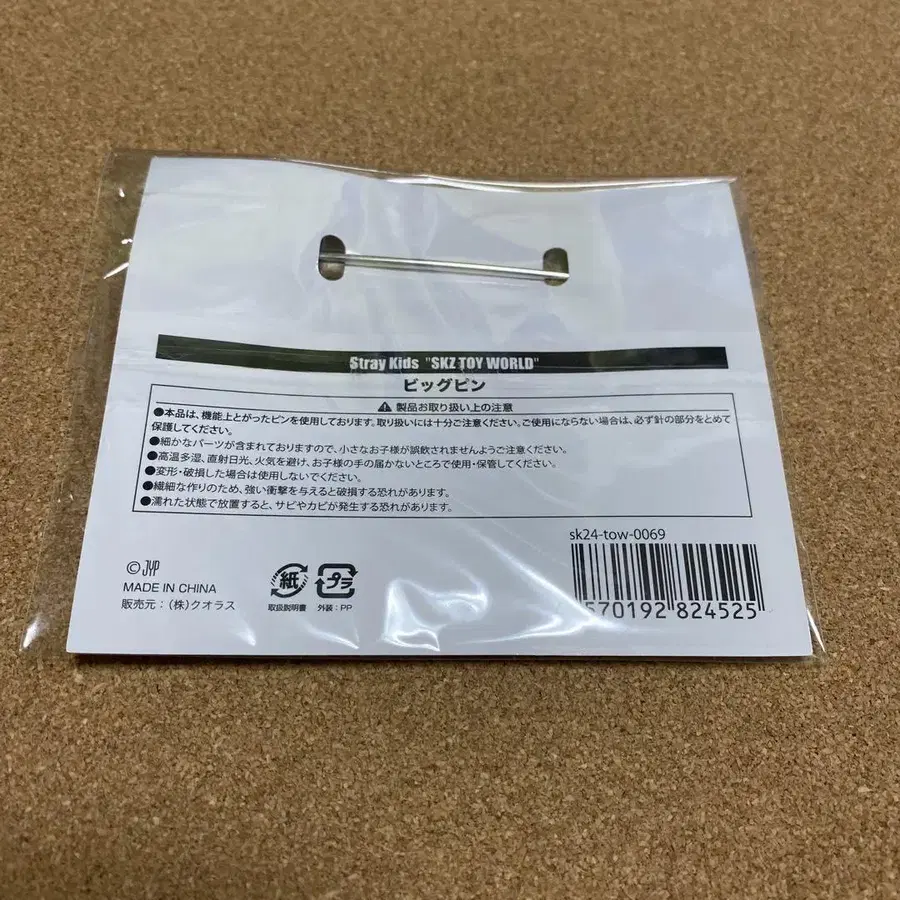 Stray Kids "SKZ TOY WORLD"
ビッグピン
⚠ 製品お取り扱い上の注意
●本品は、機能上とがったピンを使用しております。取り扱いには十分ご注意ください。ご使用にならない場合は、必ず針の部分をとめて
保護してください。
●細かなパーツが含まれておりますので、小さなお子様が誤飲されませんようご注意ください。
●高温多湿、直射日光、火気を避け、お子様の手の届かないところで使用・保管してください。
●変形・破損した場合は使用しないでください。
●繊細な作りのため、強い衝撃を与えると破損する恐れがあります。
●濡れた状態で放置すると、サビやカビが発生する恐れがあります。
sk24-tow-0069
©JYP
MADE IN CHINA
販売元:(株)クオラス
紙
取扱説明書
プラ
外装:PP
570192 824525